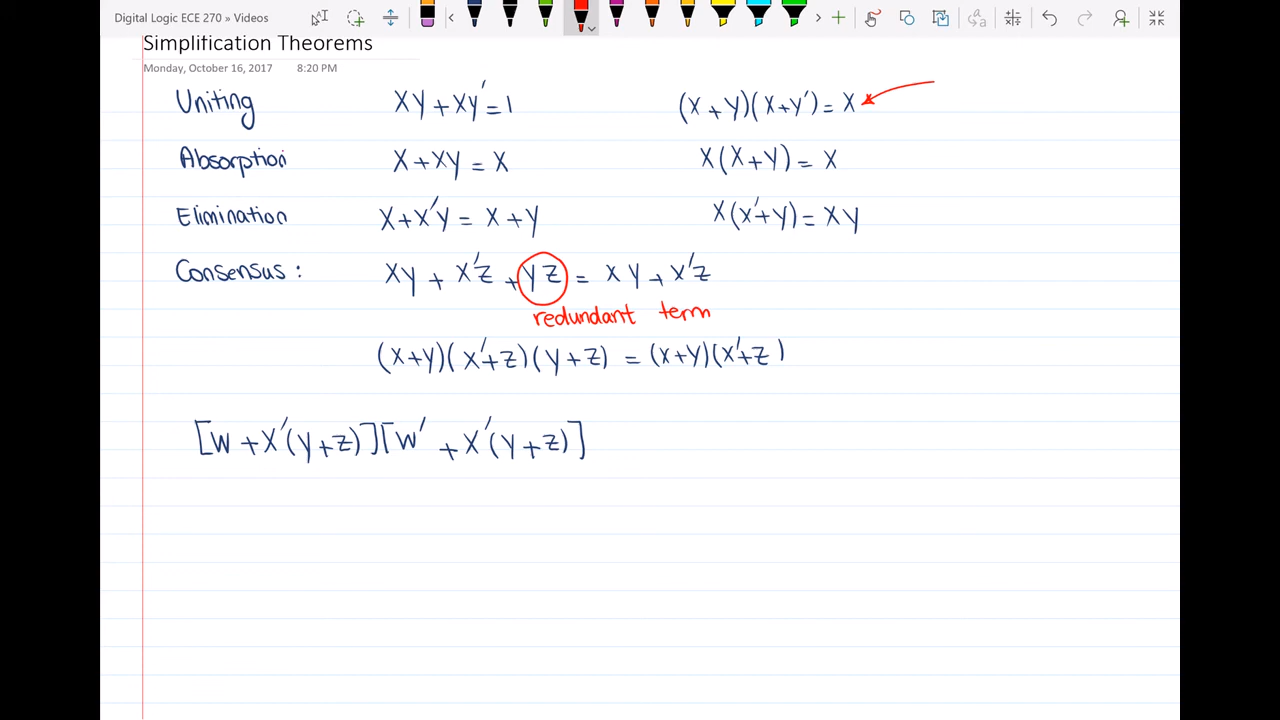 Digital Logic ECE 270 » Videos
Simplification Theorems
Monday, October 16, 2017 8:20 PM
Uniting XY + XY' = 1 (X + Y)(X + Y') = X
Absorption X + XY = X X(X + Y) = X
Elimination X + X'Y = X + Y X(X' + Y) = XY
Consensus: XY + X'Z + YZ = XY + X'Z
redundant term
(X + Y)(X' + Z)(Y + Z) = (X + Y)(X' + Z)
[W + X'(Y + Z)][W' + X'(Y + Z)]